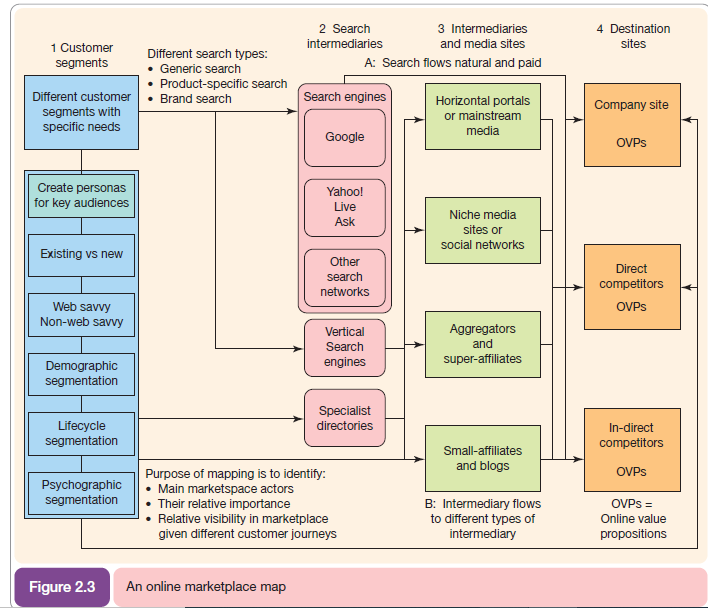 1 Customer
segments
Different search types:
• Generic search
• Product-specific search
• Brand search
2 Search
intermediaries
3 Intermediaries
and media sites
4 Destination
sites
A: Search flows natural and paid
Different customer
segments with
specific needs
Create personas
for key audiences
Existing vs new
Web savvy
Non-web savvy
Demographic
segmentation
Lifecycle
segmentation
Psychographic
segmentation
Search engines
Google
Yahoo!
Live
Ask
Other
search
networks
Vertical
Search
engines
Specialist
directories
Horizontal portals
or mainstream
media
Niche media
sites or
social networks
Aggregators
and
super-affiliates
Small-affiliates
and blogs
Company site
OVPs
Direct
competitors
OVPs
In-direct
competitors
OVPs
Purpose of mapping is to identify:
• Main marketspace actors
• Their relative importance
• Relative visibility in marketplace
given different customer journeys
B: Intermediary flows
to different types of
intermediary
OVPs =
Online value
propositions
Figure 2.3
An online marketplace map